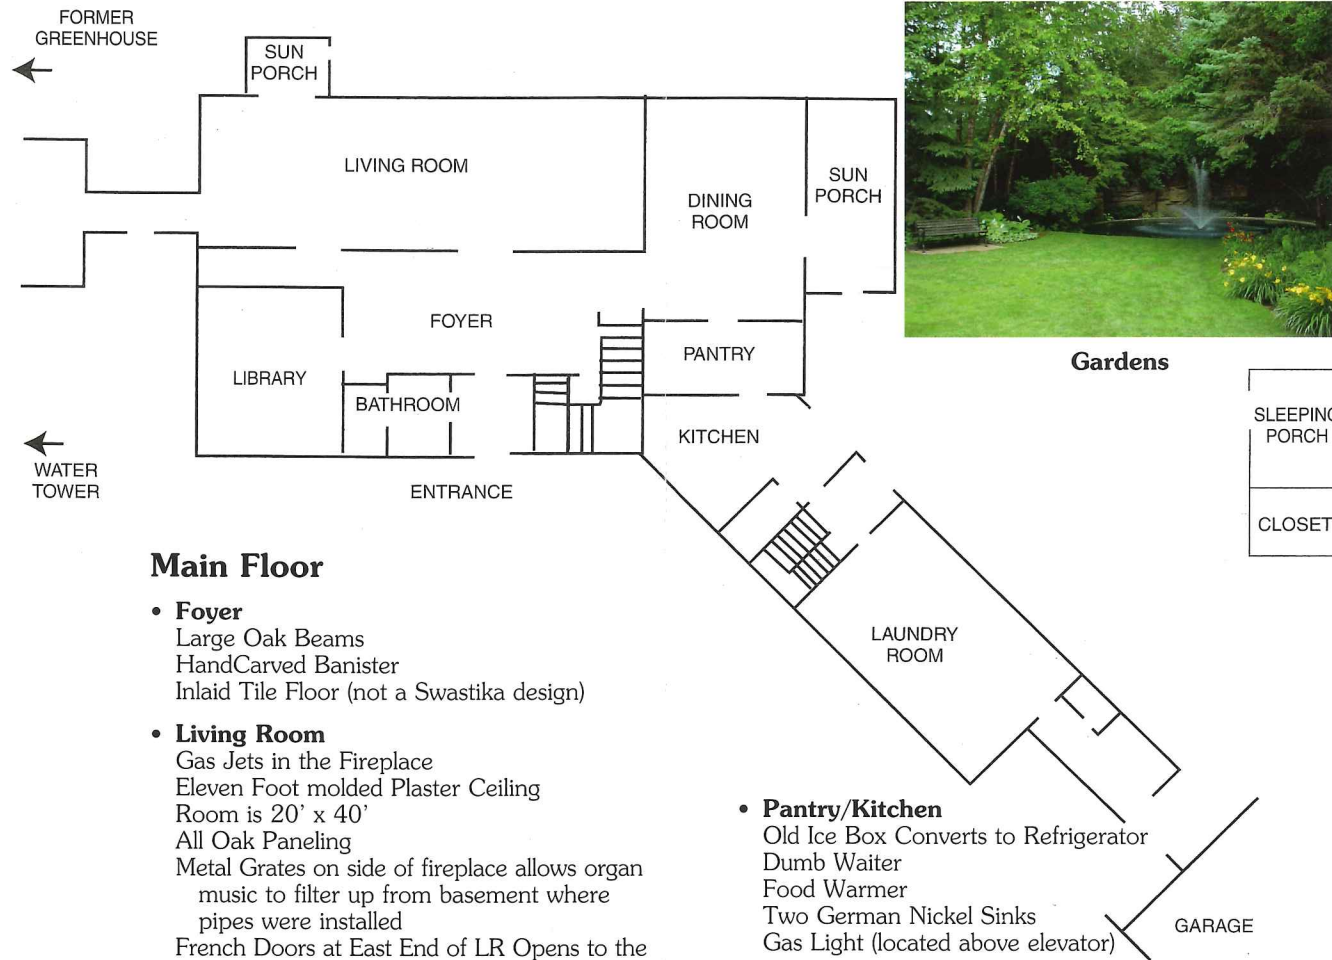 FORMER
GREENHOUSE
SUN
PORCH
LIVING ROOM
DINING
ROOM
SUN
PORCH
FOYER
PANTRY
LIBRARY
BATHROOM
KITCHEN
ENTRANCE
WATER
TOWER
Gardens
SLEEPING
PORCH
CLOSET
LAUNDRY
ROOM
GARAGE
Main Floor
• Foyer
Large Oak Beams
HandCarved Banister
Inlaid Tile Floor (not a Swastika design)
• Living Room
Gas Jets in the Fireplace
Eleven Foot molded Plaster Ceiling
Room is 20' x 40'
All Oak Paneling
Metal Grates on side of fireplace allows organ
music to filter up from basement where
pipes were installed
French Doors at East End of LR Opens to the
• Pantry/Kitchen
Old Ice Box Converts to Refrigerator
Dumb Waiter
Food Warmer
Two German Nickel Sinks
Gas Light (located above elevator)